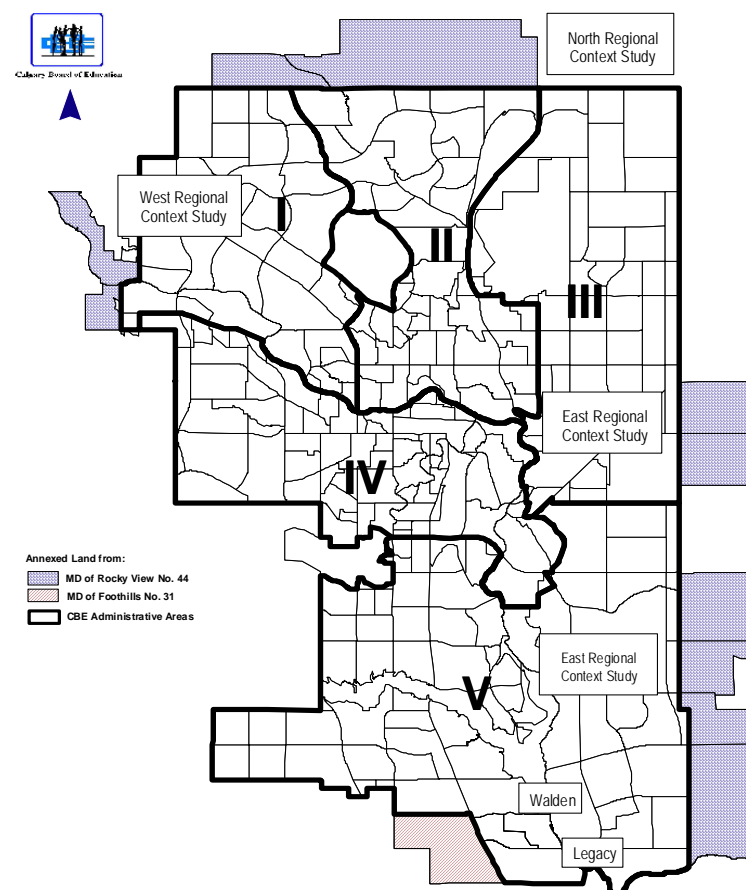 Calgary Board of Education
North Regional
Context Study
West Regional
Context Study
I
II
III
East Regional
Context Study
IV
Annexed Land from:
MD of Rocky View No. 44
MD of Foothills No. 31
CBE Administrative Areas
East Regional
Context Study
V
Walden
Legacy